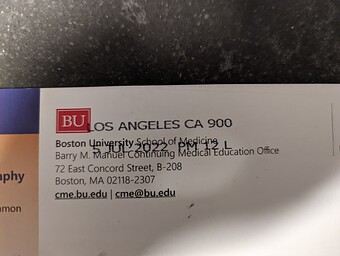 BU
LOS ANGELES CA 900
5 JUL 2022 PM 12 L
Boston University School of Medicine
Barry M. Manuel Continuing Medical Education Office
72 East Concord Street, B-208
Boston, MA 02118-2307
cme.bu.edu | cme@bu.edu
aphy
mmon